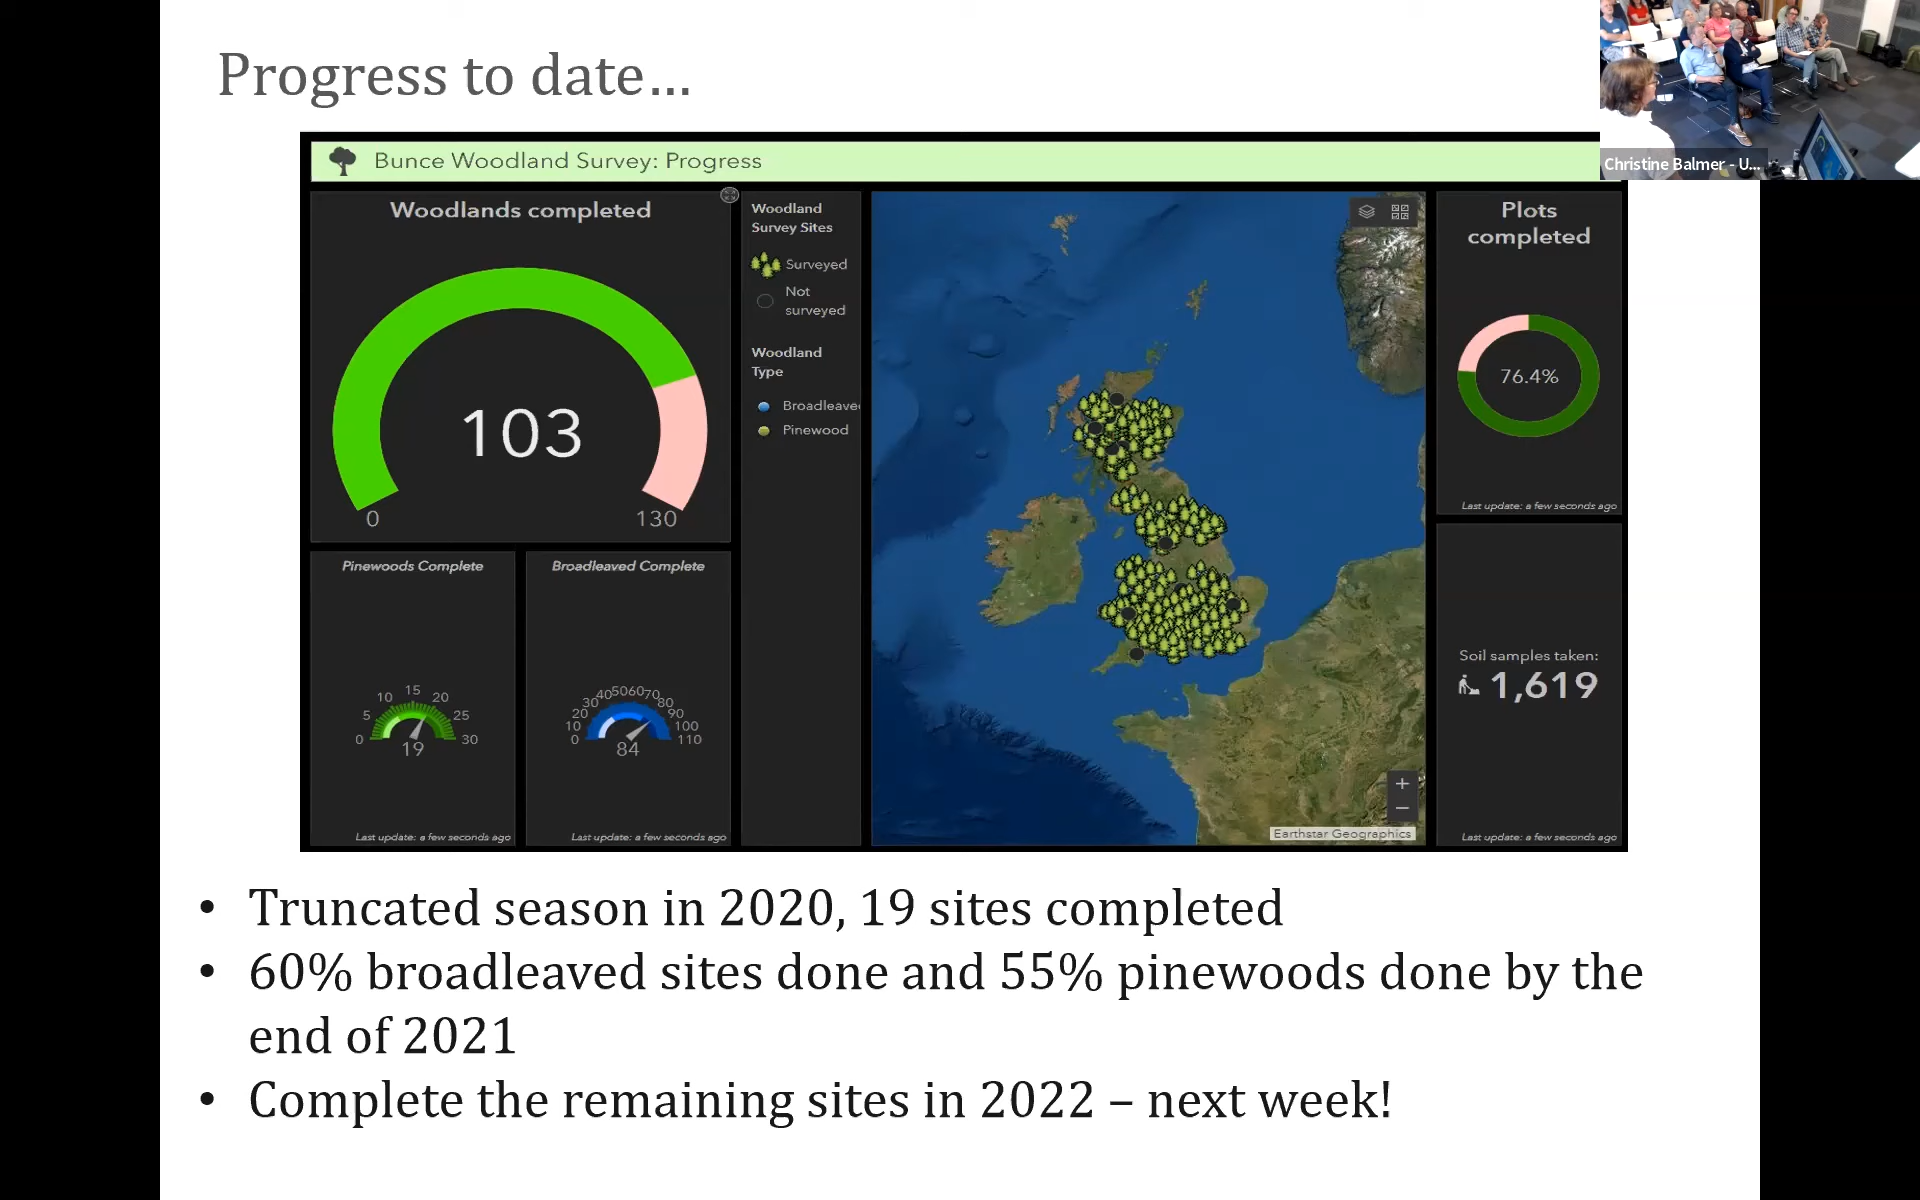 Progress to date...
Christine Balmer - U...
Bunce Woodland Survey: Progress
Woodlands completed
103
0
130
Pinewoods Complete
0
5
10
15
20
25
30
19
Last update: a few seconds ago
Broadleaved Complete
0
10
20
30
40
50
60
70
80
90
100
110
84
Last update: a few seconds ago
Woodland
Survey Sites
Surveyed
Not
surveyed
Woodland
Type
Broadleave
Pinewood
+
−
Earthstar Geographics
Plots
completed
76.4%
Last update: a few seconds ago
Soil samples taken:
1,619
Last update: a few seconds ago
• Truncated season in 2020, 19 sites completed
• 60% broadleaved sites done and 55% pinewoods done by the
end of 2021
• Complete the remaining sites in 2022 – next week!